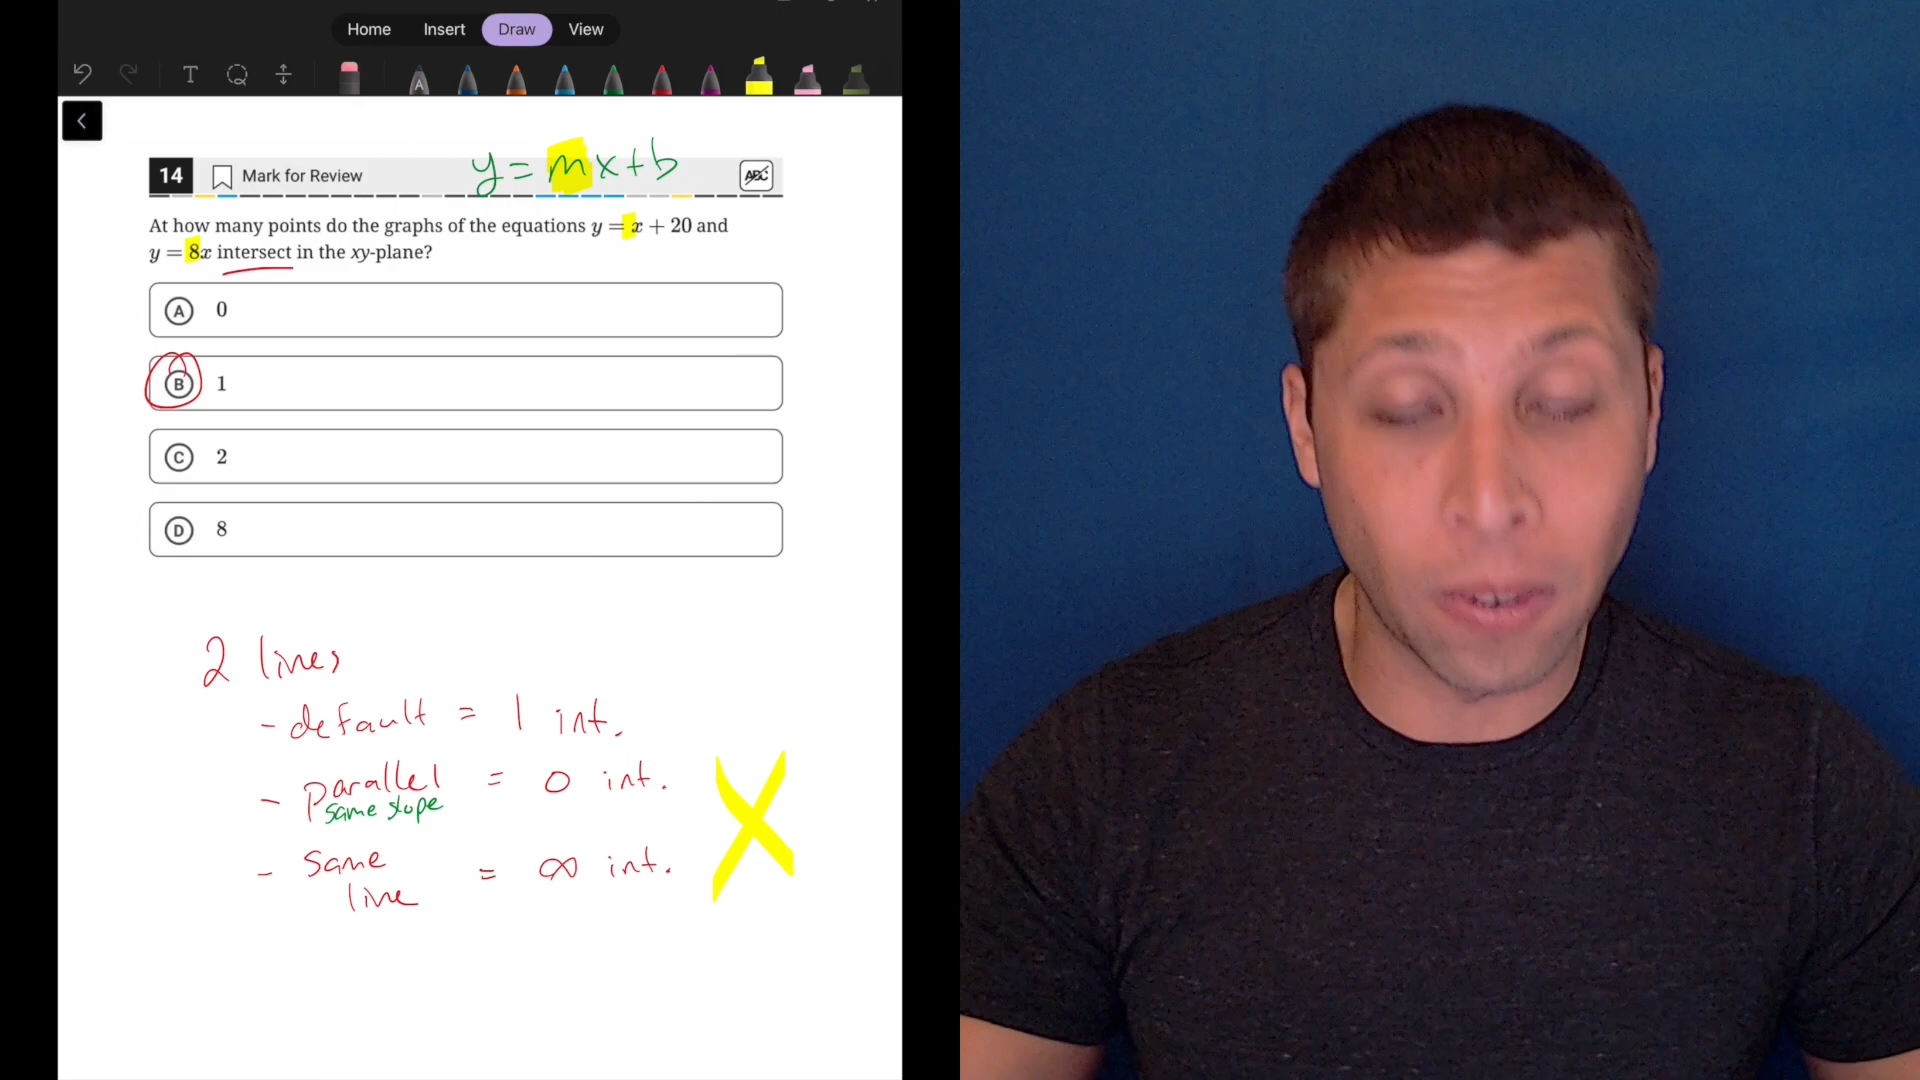 Home Insert Draw View
T A
14 Mark for Review y = mx+b ABC
At how many points do the graphs of the equations y = x + 20 and
y = 8x intersect in the xy-plane?
A 0
B 1
C 2
D 8
2 lines
- default = 1 int.
- parallel = 0 int.
same slope
- same = ∞ int.
line
X